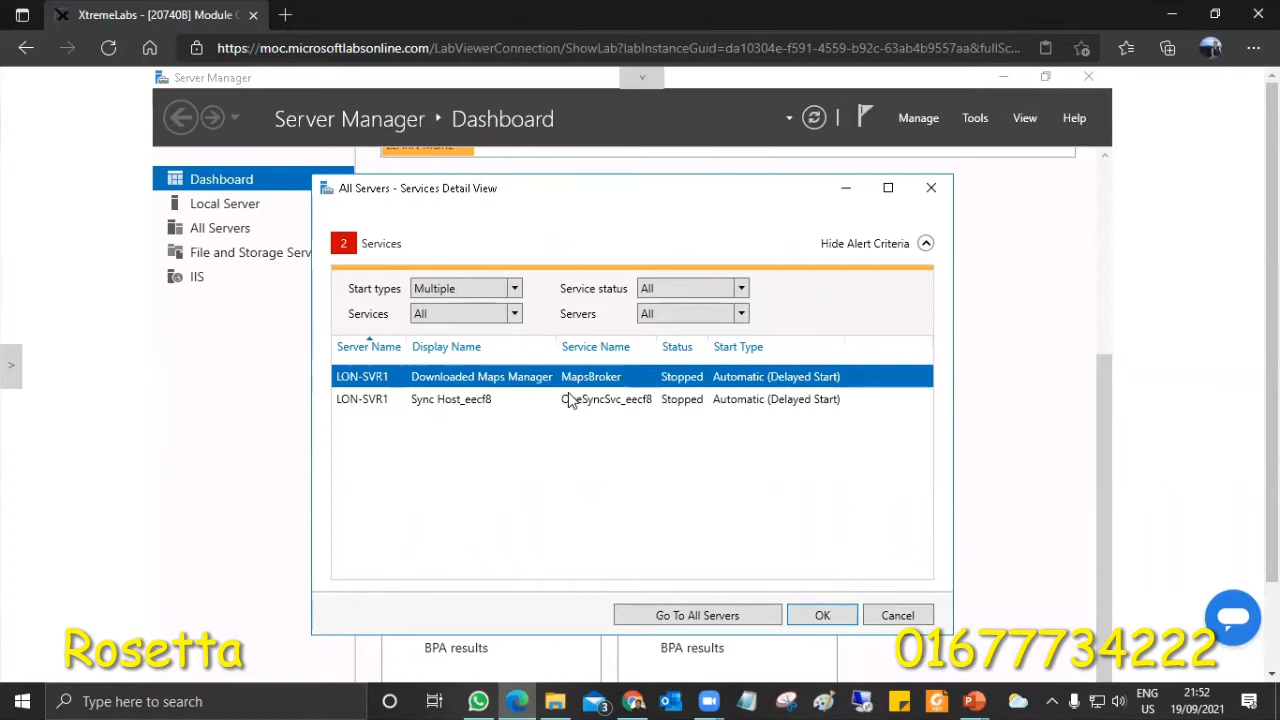 XtremeLabs - [20740B] Module
https://moc.microsoftlabsonline.com/LabViewerConnection/ShowLab?labInstanceGuid=da10304e-f591-4559-b92c-63ab4b9557aa&fullSc...
Server Manager
Server Manager ‣ Dashboard
Manage Tools View Help
LEARN MORE
Dashboard
Local Server
All Servers
File and Storage Serv
IIS
All Servers - Services Detail View
2 Services
Hide Alert Criteria
Start types Multiple Service status All
Services All Servers All
Server Name Display Name Service Name Status Start Type
LON-SVR1 Downloaded Maps Manager MapsBroker Stopped Automatic (Delayed Start)
LON-SVR1 Sync Host_eecf8 Stopped Automatic (Delayed Start)
Go To All Servers OK Cancel
BPA results BPA results
Rosetta 01677734222
Type here to search
3
ENG
US
21:52
19/09/2021